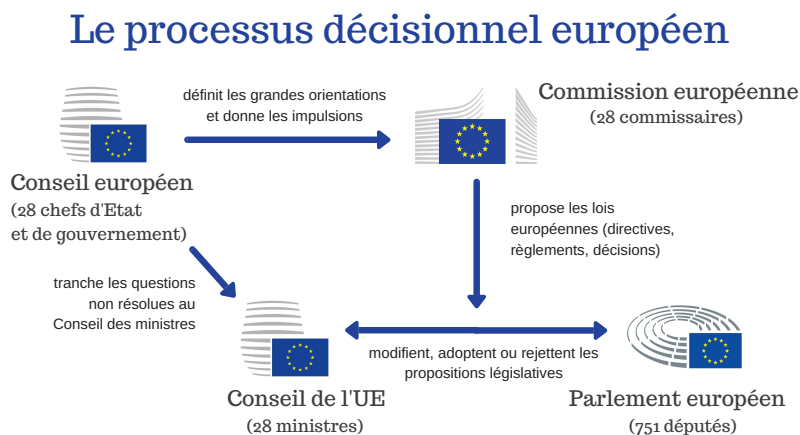 Le processus décisionnel européen
définit les grandes orientations
et donne les impulsions
Commission européenne
(28 commissaires)
Conseil européen
(28 chefs d'Etat
et de gouvernement)
propose les lois
européennes (directives,
règlements, décisions)
tranche les questions
non résolues au
Conseil des ministres
modifient, adoptent ou rejettent les
propositions législatives
Conseil de l'UE
(28 ministres)
Parlement européen
(751 députés)